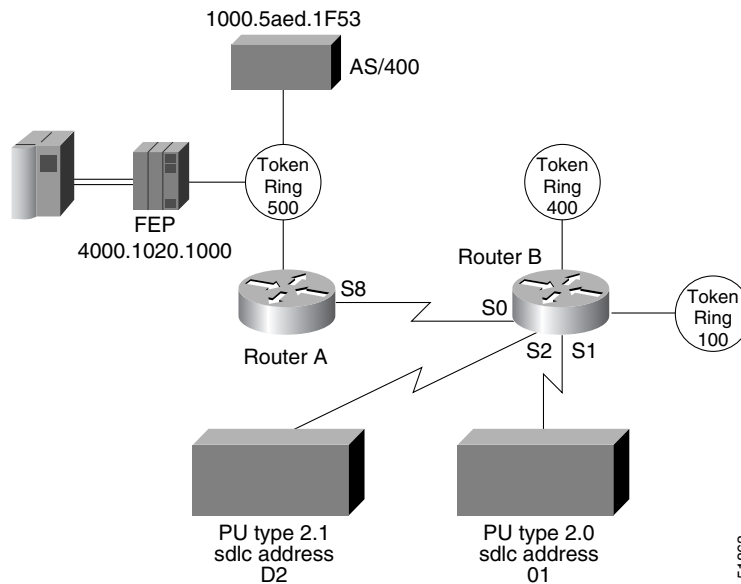 1000.5aed.1F53
AS/400
Token
Ring
500
FEP
4000.1020.1000
Token
Ring
400
Router B
S8
S0
Token
Ring
100
Router A
S2
S1
PU type 2.1
sdlc address
D2
PU type 2.0
sdlc address
01